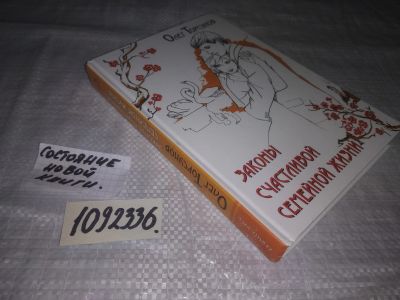 Олег Торсунов
ЗАКОНЫ
СЧАСТЛИВОЙ
СЕМЕЙНОЙ ЖИЗНИ
Олег Торсунов
СОСТОЯНИЕ
НОВОЙ
КНИГИ.
1092336.